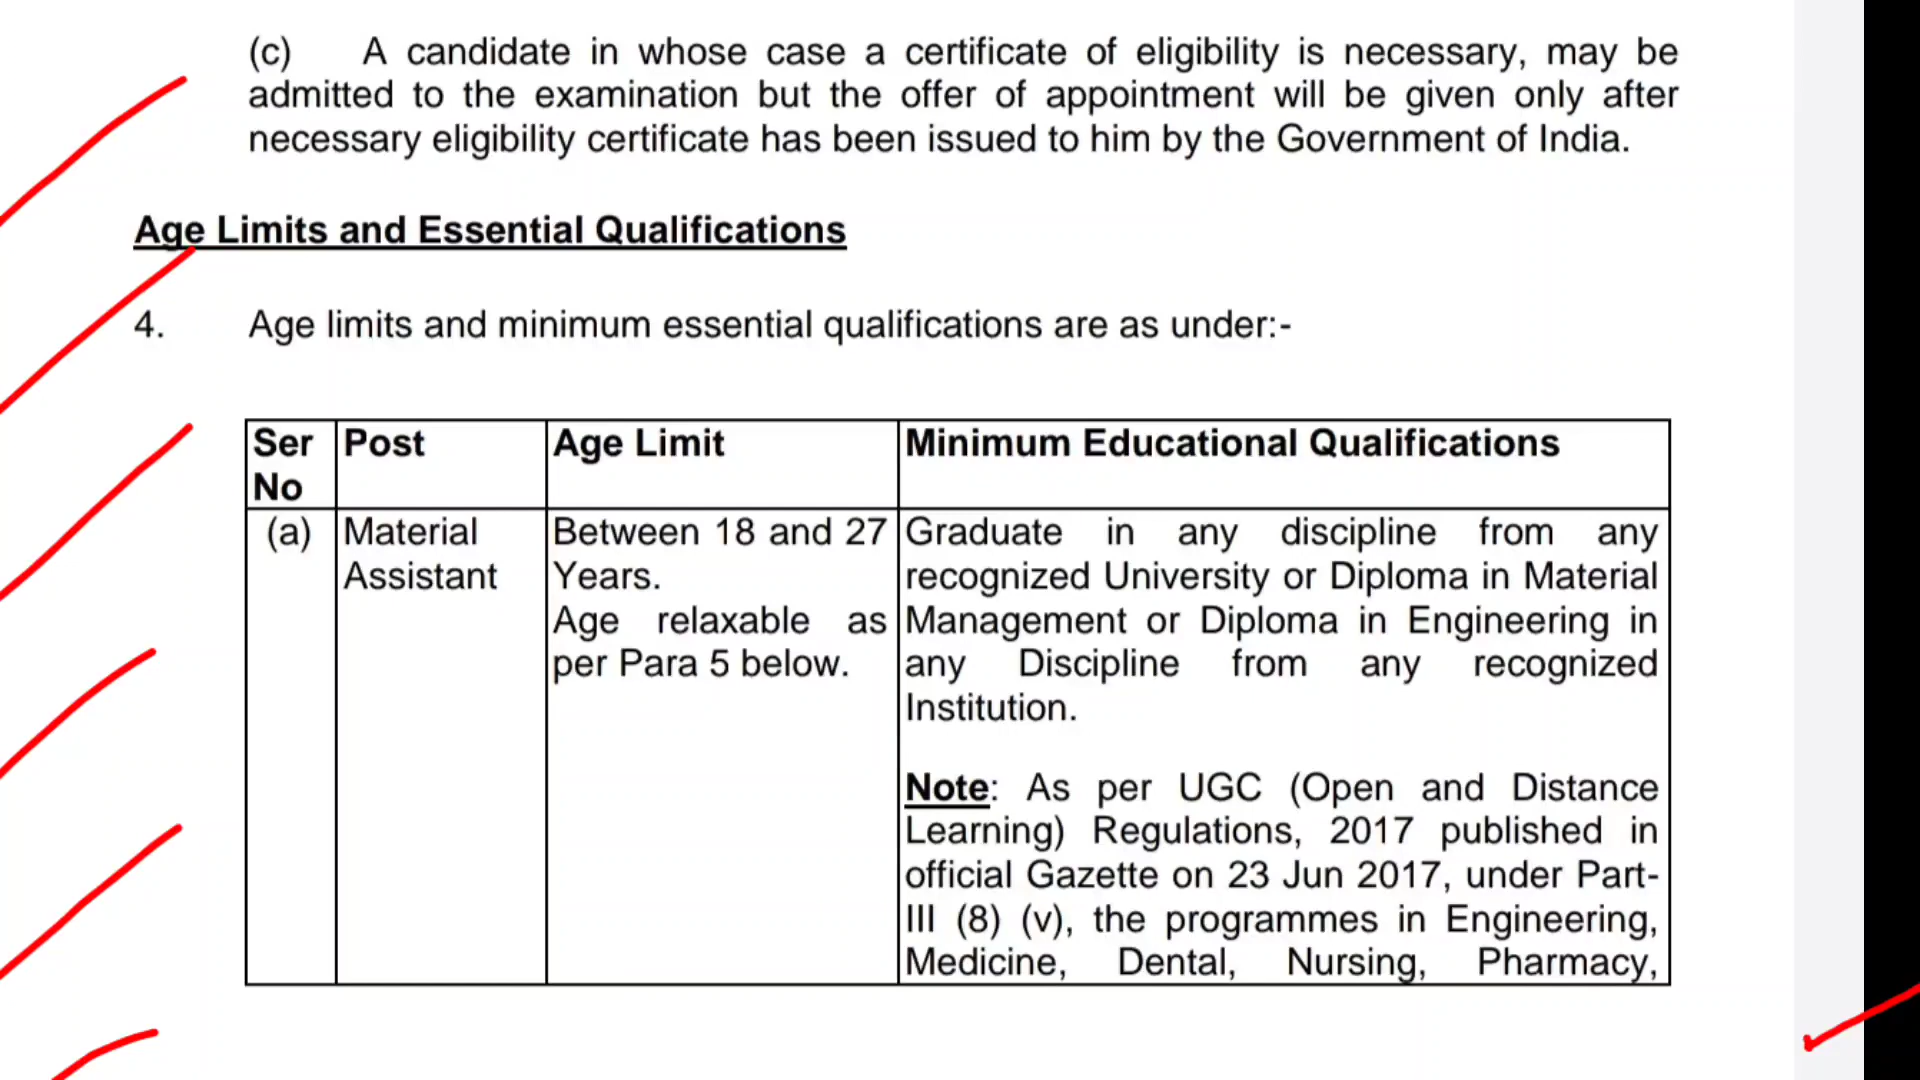 (c) A candidate in whose case a certificate of eligibility is necessary, may be
admitted to the examination but the offer of appointment will be given only after
necessary eligibility certificate has been issued to him by the Government of India.
Age Limits and Essential Qualifications
4. Age limits and minimum essential qualifications are as under:-
Ser No
Post
Age Limit
Minimum Educational Qualifications
(a)
Material
Assistant
Between 18 and 27
Years.
Age relaxable as
per Para 5 below.
Graduate in any discipline from any
recognized University or Diploma in Material
Management or Diploma in Engineering in
any Discipline from any recognized
Institution.
Note: As per UGC (Open and Distance
Learning) Regulations, 2017 published in
official Gazette on 23 Jun 2017, under Part-
III (8) (v), the programmes in Engineering,
Medicine, Dental, Nursing, Pharmacy,